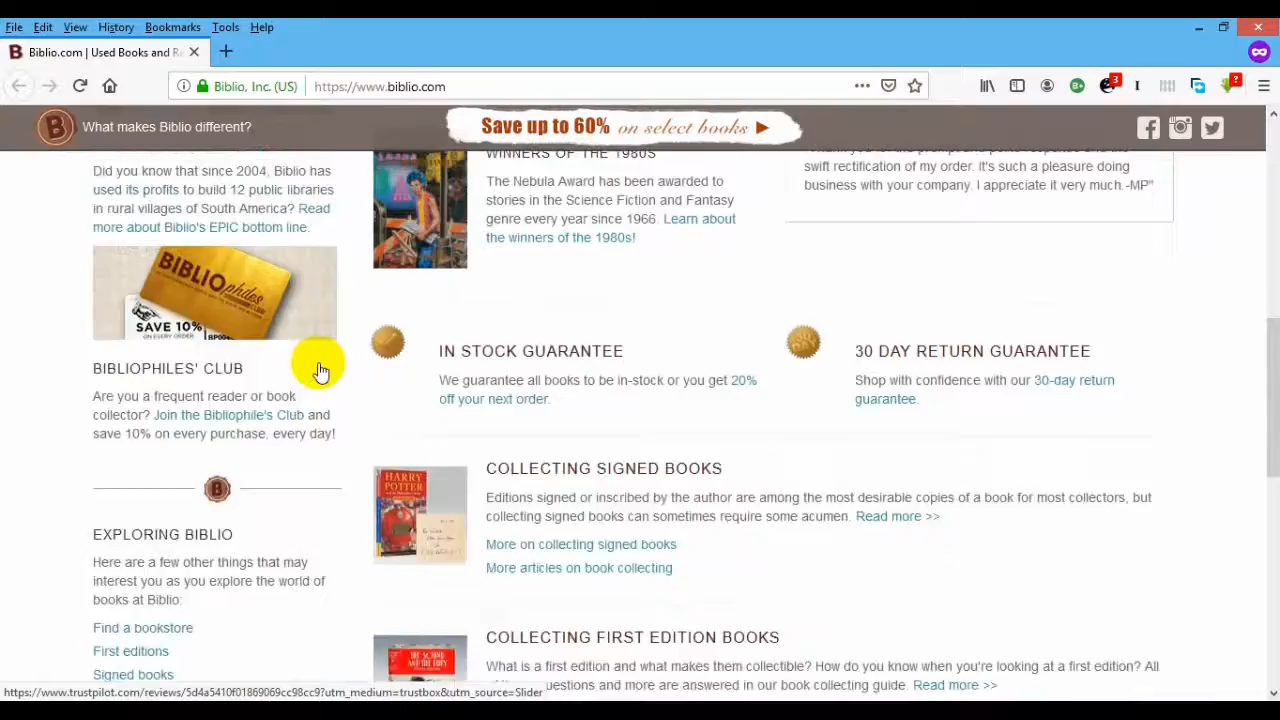 File Edit View History Bookmarks Tools Help
Biblio.com | Used Books and Ra
Biblio, Inc. (US) https://www.biblio.com
3
?
B What makes Biblio different?
Save up to 60% on select books ►
Did you know that since 2004, Biblio has
used its profits to build 12 public libraries
in rural villages of South America? Read
more about Biblio's EPIC bottom line.
BIBLIOphiles
CLUB
SAVE 10%
ON EVERY ORDER
BIBLIOPHILES' CLUB
Are you a frequent reader or book
collector? Join the Bibliophile's Club and
save 10% on every purchase, every day!
B
EXPLORING BIBLIO
Here are a few other things that may
interest you as you explore the world of
books at Biblio:
Find a bookstore
First editions
Signed books
WINNERS OF THE 1980S
The Nebula Award has been awarded to
stories in the Science Fiction and Fantasy
genre every year since 1966. Learn about
the winners of the 1980s!
swift rectification of my order. It's such a pleasure doing
business with your company. I appreciate it very much.-MP"
IN STOCK GUARANTEE
We guarantee all books to be in-stock or you get 20%
off your next order.
30 DAY
30 DAY RETURN GUARANTEE
Shop with confidence with our 30-day return
guarantee.
HARRY
POTTER
COLLECTING SIGNED BOOKS
Editions signed or inscribed by the author are among the most desirable copies of a book for most collectors, but
collecting signed books can sometimes require some acumen. Read more >>
More on collecting signed books
More articles on book collecting
COLLECTING FIRST EDITION BOOKS
What is a first edition and what makes them collectible? How do you know when you're looking at a first edition? All
questions and more are answered in our book collecting guide. Read more >>
https://www.trustpilot.com/reviews/5d4a5410f01869069cc98cc9?utm_medium=trustbox&utm_source=Slider